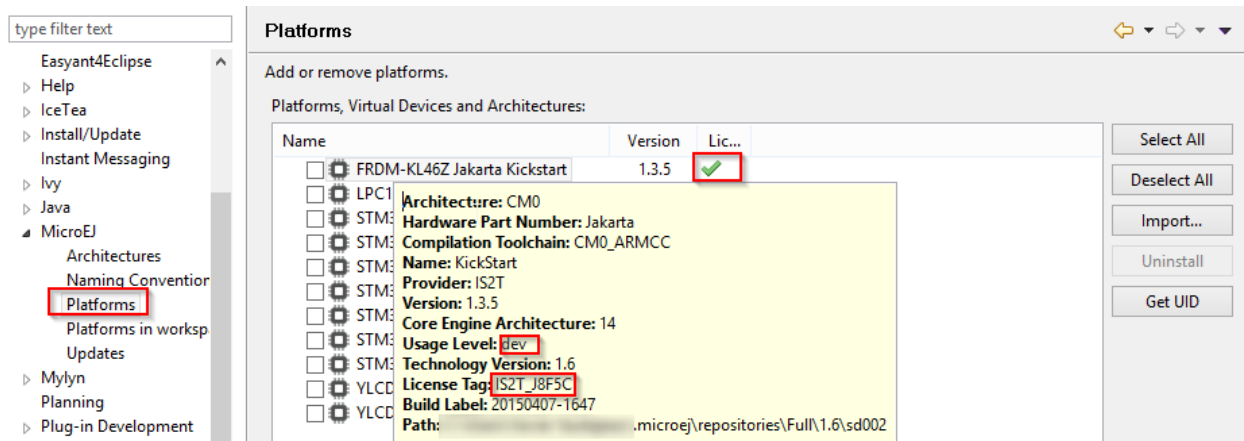 type filter text
Easyant4Eclipse
Help
IceTea
Install/Update
Instant Messaging
Ivy
Java
MicroEJ
Architectures
Naming Convention
Platforms
Platforms in worksp
Updates
Mylyn
Planning
Plug-in Development
Platforms
Add or remove platforms.
Platforms, Virtual Devices and Architectures:
Name Version Lic...
FRDM-KL46Z Jakarta Kickstart 1.3.5
LPC1
STM3
STM3
STM3
STM3
STM3
STM3
STM3
YLCD
YLCD
Architecture: CM0
Hardware Part Number: Jakarta
Compilation Toolchain: CM0_ARMCC
Name: KickStart
Provider: IS2T
Version: 1.3.5
Core Engine Architecture: 14
Usage Level: dev
Technology Version: 1.6
License Tag: IS2T_J8F5C
Build Label: 20150407-1647
Path: .microej\repositories\Full\1.6\sd002
Select All
Deselect All
Import...
Uninstall
Get UID